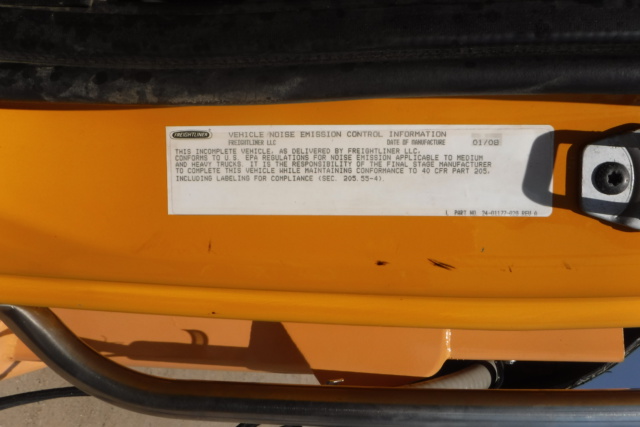 FREIGHTLINER
VEHICLE NOISE EMISSION CONTROL INFORMATION
FREIGHTLINER LLC DATE OF MANUFACTURE 01/08
THIS INCOMPLETE VEHICLE, AS DELIVERED BY FREIGHTLINER LLC.
CONFORMS TO U.S. EPA REGULATIONS FOR NOISE EMISSION APPLICABLE TO MEDIUM
AND HEAVY TRUCKS. IT IS THE RESPONSIBILITY OF THE FINAL STAGE MANUFACTURER
TO COMPLETE THIS VEHICLE WHILE MAINTAINING CONFORMANCE TO 40 CFR PART 205,
INCLUDING LABELING FOR COMPLIANCE (SEC. 205.55-4).
PART NO.